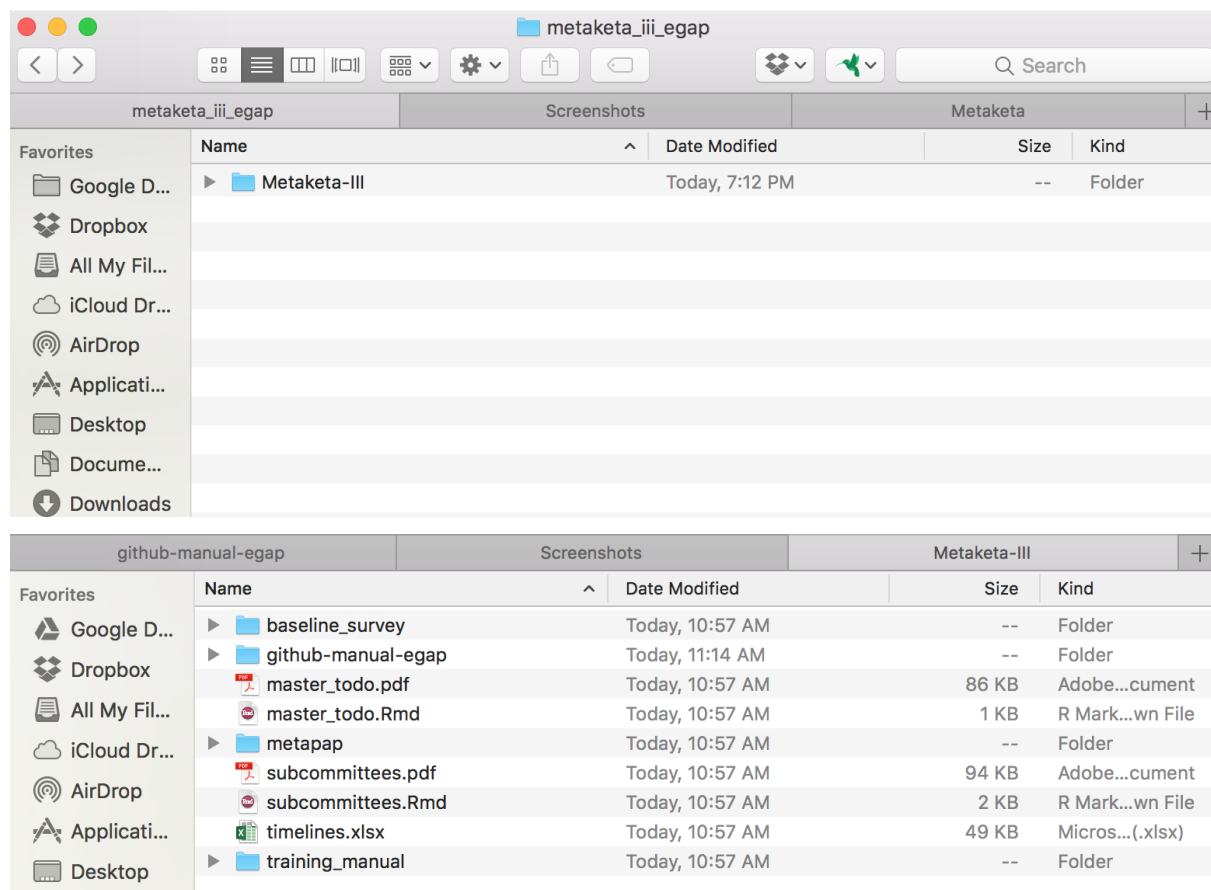 metaketa_iii_egap
Search
metaketa_iii_egap Screenshots Metaketa +
Favorites Name Date Modified Size Kind
Google D... Metaketa-III Today, 7:12 PM -- Folder
Dropbox
All My Fil...
iCloud Dr...
AirDrop
Applicati...
Desktop
Docume...
Downloads
github-manual-egap Screenshots Metaketa-III +
Favorites Name Date Modified Size Kind
Google D... baseline_survey Today, 10:57 AM -- Folder
github-manual-egap Today, 11:14 AM -- Folder
Dropbox master_todo.pdf Today, 10:57 AM 86 KB Adobe...cument
All My Fil... master_todo.Rmd Today, 10:57 AM 1 KB R Mark...wn File
iCloud Dr... metapap Today, 10:57 AM -- Folder
subcommittees.pdf Today, 10:57 AM 94 KB Adobe...cument
AirDrop subcommittees.Rmd Today, 10:57 AM 2 KB R Mark...wn File
Applicati... timelines.xlsx Today, 10:57 AM 49 KB Micros...(.xlsx)
Desktop training_manual Today, 10:57 AM -- Folder